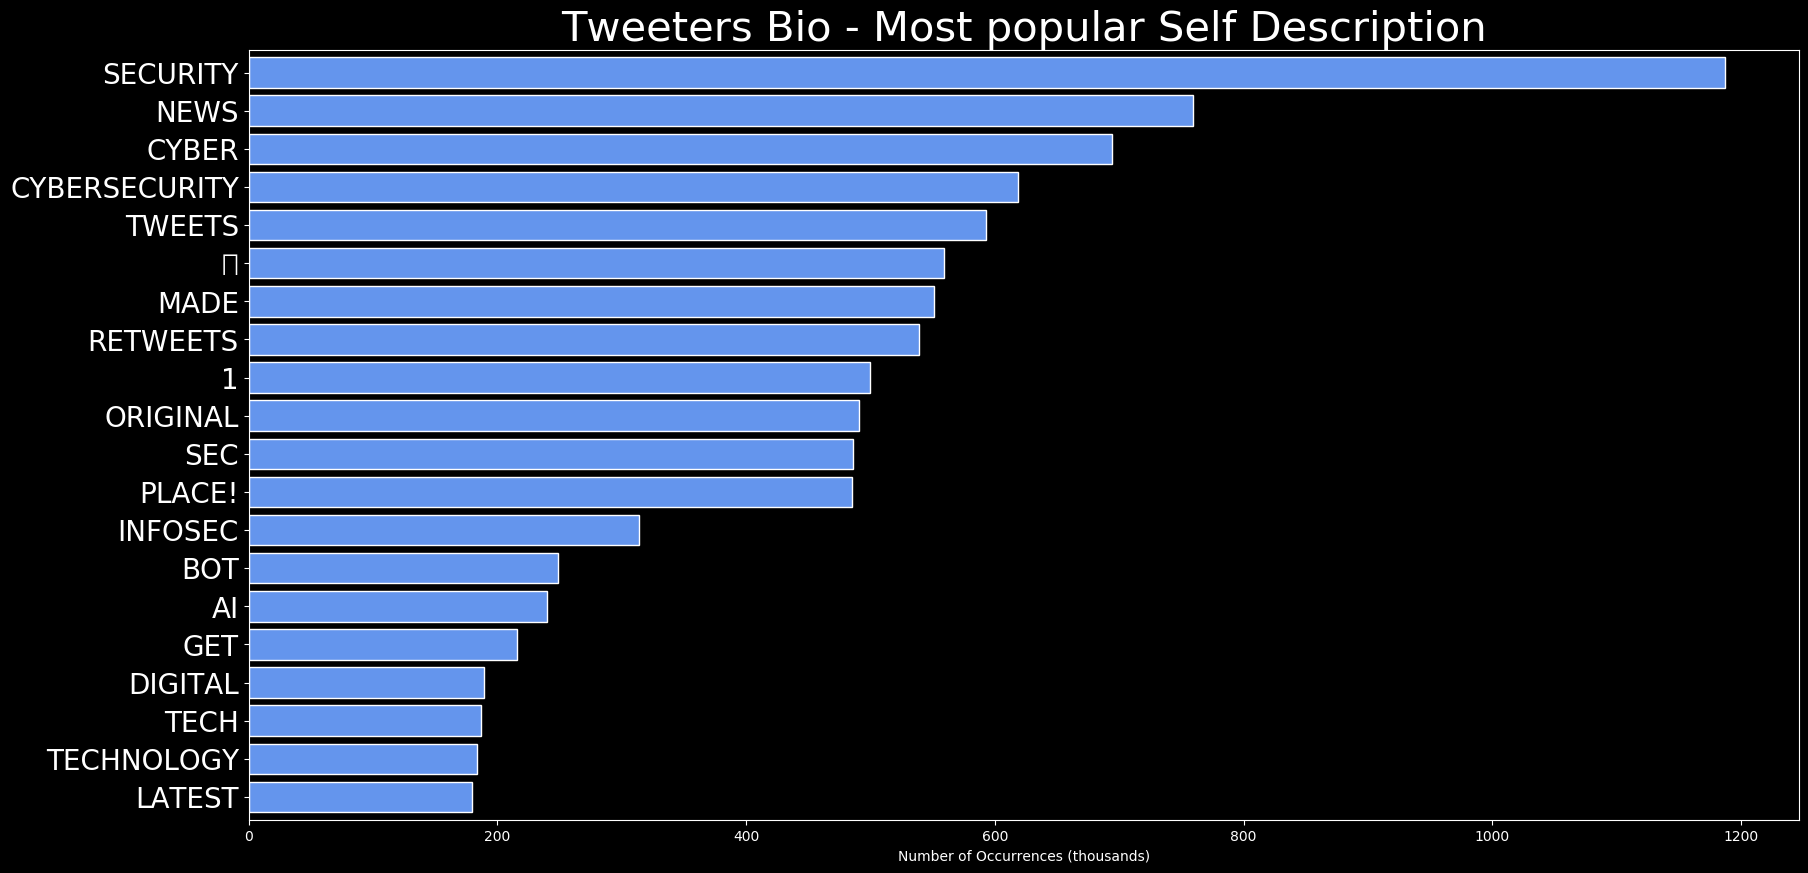 Tweeters Bio - Most popular Self Description
SECURITY
NEWS
CYBER
CYBERSECURITY
TWEETS
MADE
RETWEETS
1
ORIGINAL
SEC
PLACE!
INFOSEC
BOT
AI
GET
DIGITAL
TECH
TECHNOLOGY
LATEST
0 200 400 600 800 1000 1200
Number of Occurrences (thousands)